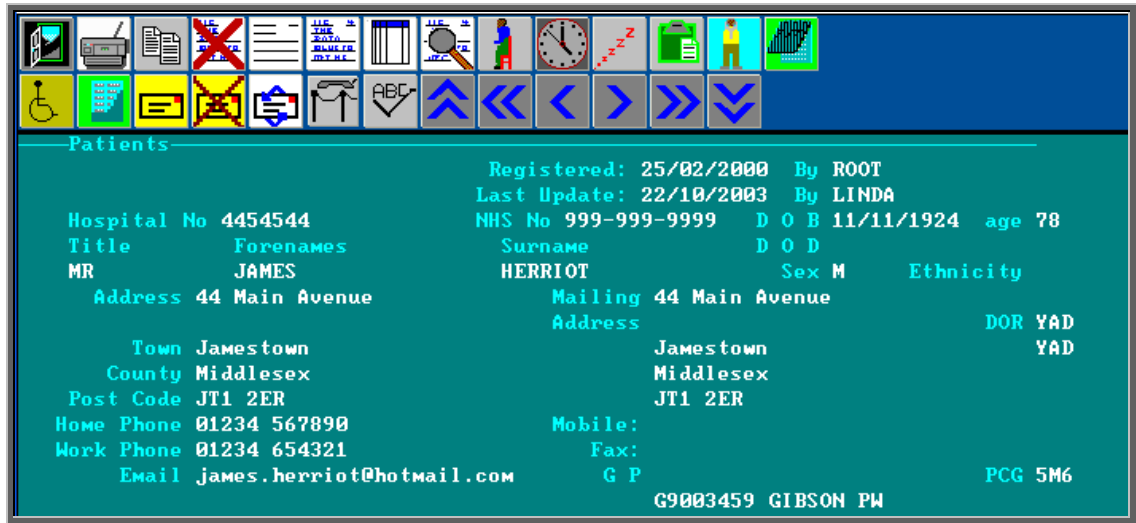 ABC
Patients
Registered: 25/02/2000 By ROOT
Last Update: 22/10/2003 By LINDA
Hospital No 4454544 NHS No 999-999-9999 D O B 11/11/1924 age 78
Title Forenames Surname D O D
MR JAMES HERRIOT Sex M Ethnicity
Address 44 Main Avenue Mailing 44 Main Avenue
Address DOR YAD
Town Jamestown Jamestown YAD
County Middlesex Middlesex
Post Code JT1 2ER JT1 2ER
Home Phone 01234 567890 Mobile:
Work Phone 01234 654321 Fax:
Email james.herriot@hotmail.com G P PCG 5M6
G9003459 GIBSON PW